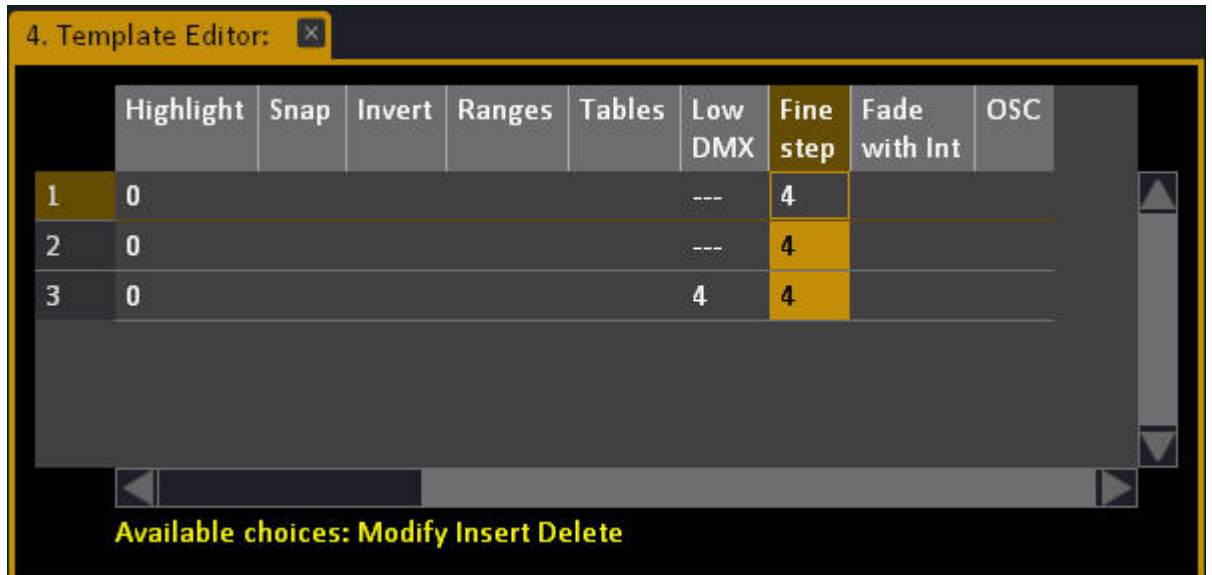 4. Template Editor:
Highlight Snap Invert Ranges Tables Low DMX Fine step Fade with Int OSC
1 0 --- 4
2 0 --- 4
3 0 4 4
Available choices: Modify Insert Delete